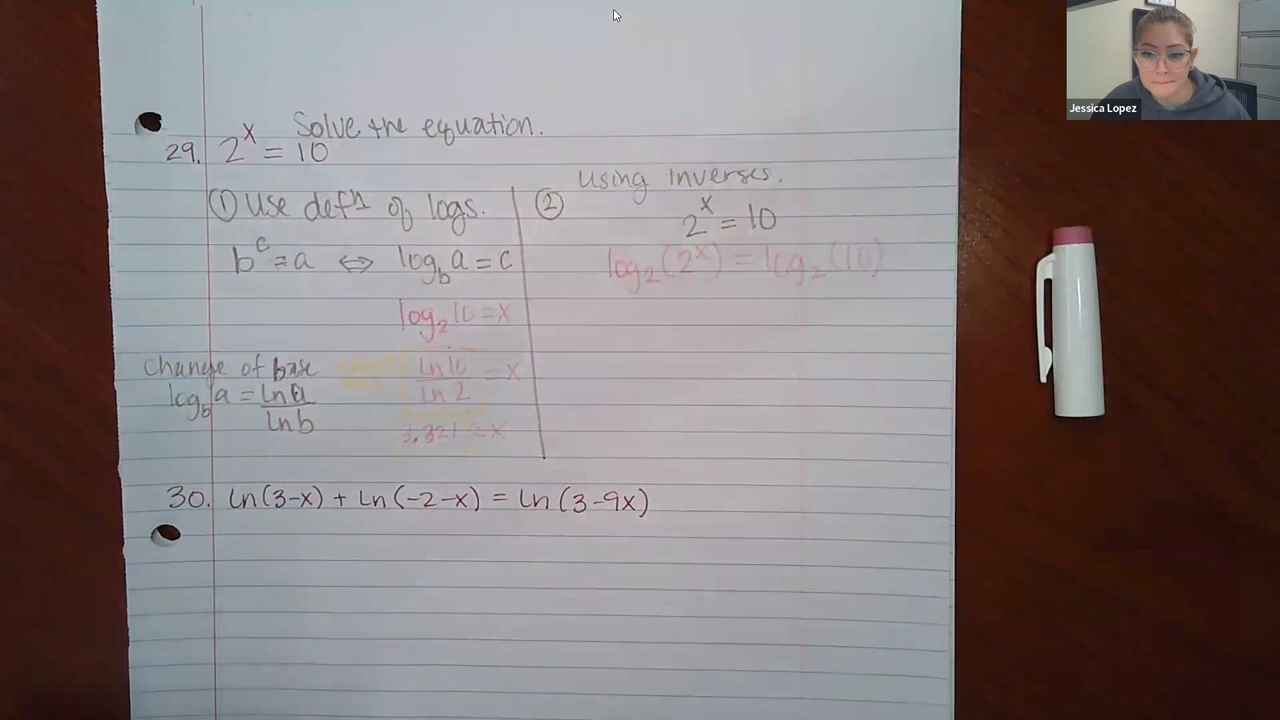 Solve the equation.
29. 2^x = 10
① Use defn of logs.
b^c = a ⇔ log_b a = c
log_2 10 = x
change of base
log_b a = ln a / ln b
ln 10 / ln 2 = x
3.321 ≈ x
② Using inverses.
2^x = 10
log_2 (2^x) = log_2 (10)
30. ln(3-x) + ln(-2-x) = ln(3-9x)
Jessica Lopez